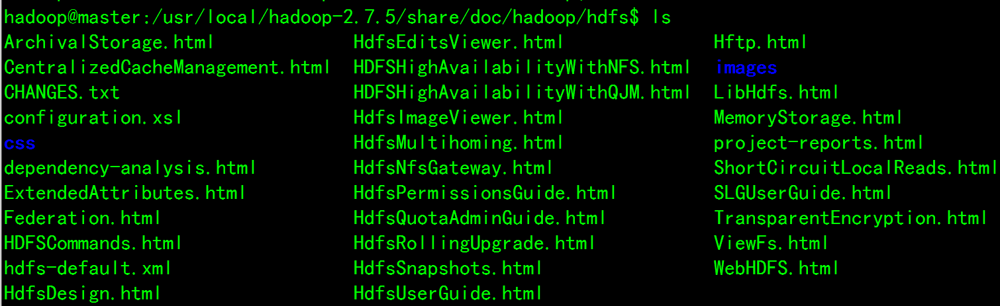 hadoop@master:/usr/local/hadoop-2.7.5/share/doc/hadoop/hdfs$ ls
ArchivalStorage.html HdfsEditsViewer.html Hftp.html
CentralizedCacheManagement.html HDFSHighAvailabilityWithNFS.html images
CHANGES.txt HDFSHighAvailabilityWithQJM.html LibHdfs.html
configuration.xsl HdfsImageViewer.html MemoryStorage.html
css HdfsMultihoming.html project-reports.html
dependency-analysis.html HdfsNfsGateway.html ShortCircuitLocalReads.html
ExtendedAttributes.html HdfsPermissionsGuide.html SLGUserGuide.html
Federation.html HdfsQuotaAdminGuide.html TransparentEncryption.html
HDFSCommands.html HdfsRollingUpgrade.html ViewFs.html
hdfs-default.xml HdfsSnapshots.html WebHDFS.html
HdfsDesign.html HdfsUserGuide.html